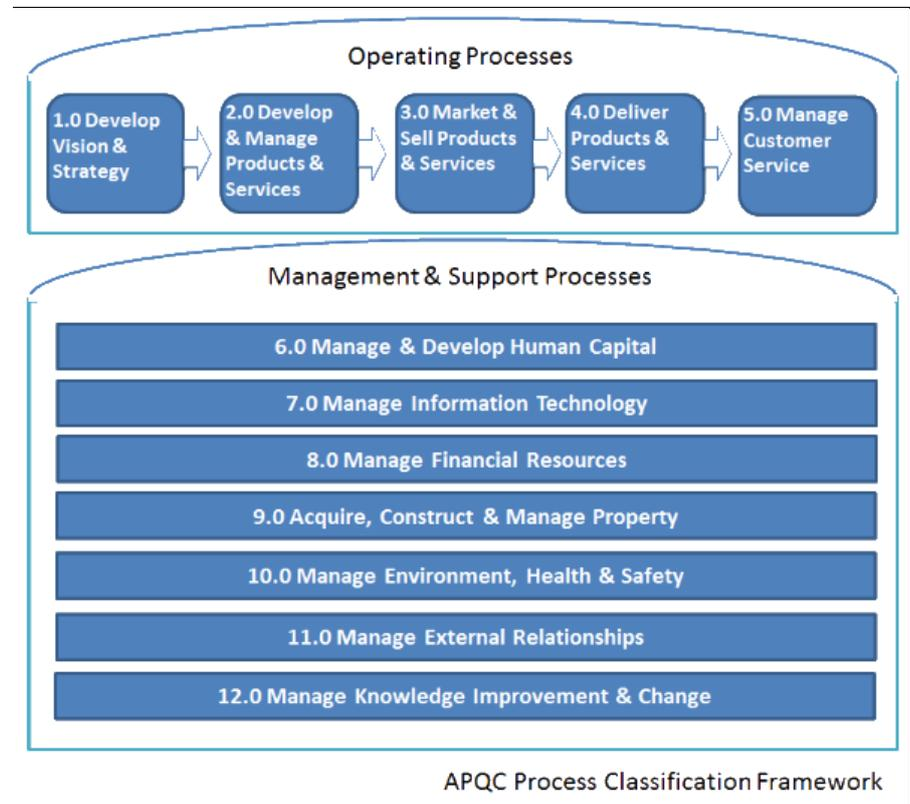 Operating Processes
1.0 Develop
Vision &
Strategy
2.0 Develop
& Manage
Products &
Services
3.0 Market &
Sell Products
& Services
4.0 Deliver
Products &
Services
5.0 Manage
Customer
Service
Management & Support Processes
6.0 Manage & Develop Human Capital
7.0 Manage Information Technology
8.0 Manage Financial Resources
9.0 Acquire, Construct & Manage Property
10.0 Manage Environment, Health & Safety
11.0 Manage External Relationships
12.0 Manage Knowledge Improvement & Change
APQC Process Classification Framework